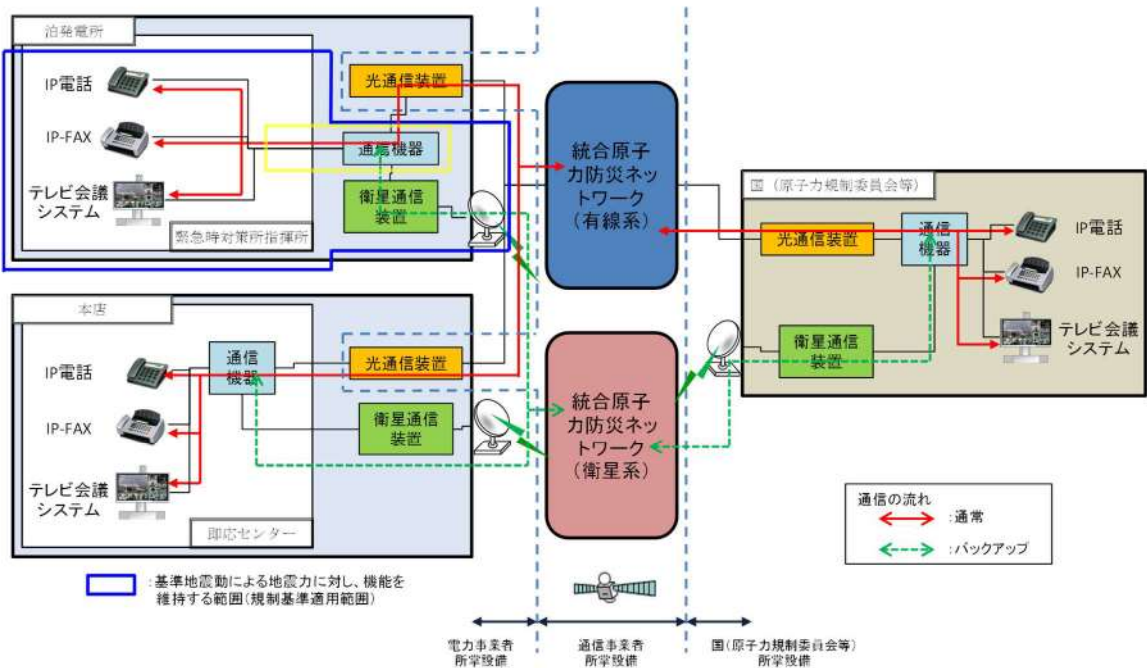 泊発電所
IP電話
IP-FAX
テレビ会議
システム
緊急時対策所指揮所
光通信装置
通信機器
衛星通信
装置
本店
IP電話
IP-FAX
テレビ会議
システム
即応センター
通信
機器
光通信装置
衛星通信
装置
統合原子
力防災ネッ
トワーク
(有線系)
統合原子
力防災ネッ
トワーク
(衛星系)
国(原子力規制委員会等)
光通信装置
通信
機器
衛星通信
装置
IP電話
IP-FAX
テレビ会議
システム
通信の流れ
:通常
:バックアップ
:基準地震動による地震力に対し、機能を
維持する範囲(規制基準適用範囲)
電力事業者
所掌設備
通信事業者
所掌設備
国(原子力規制委員会等)
所掌設備